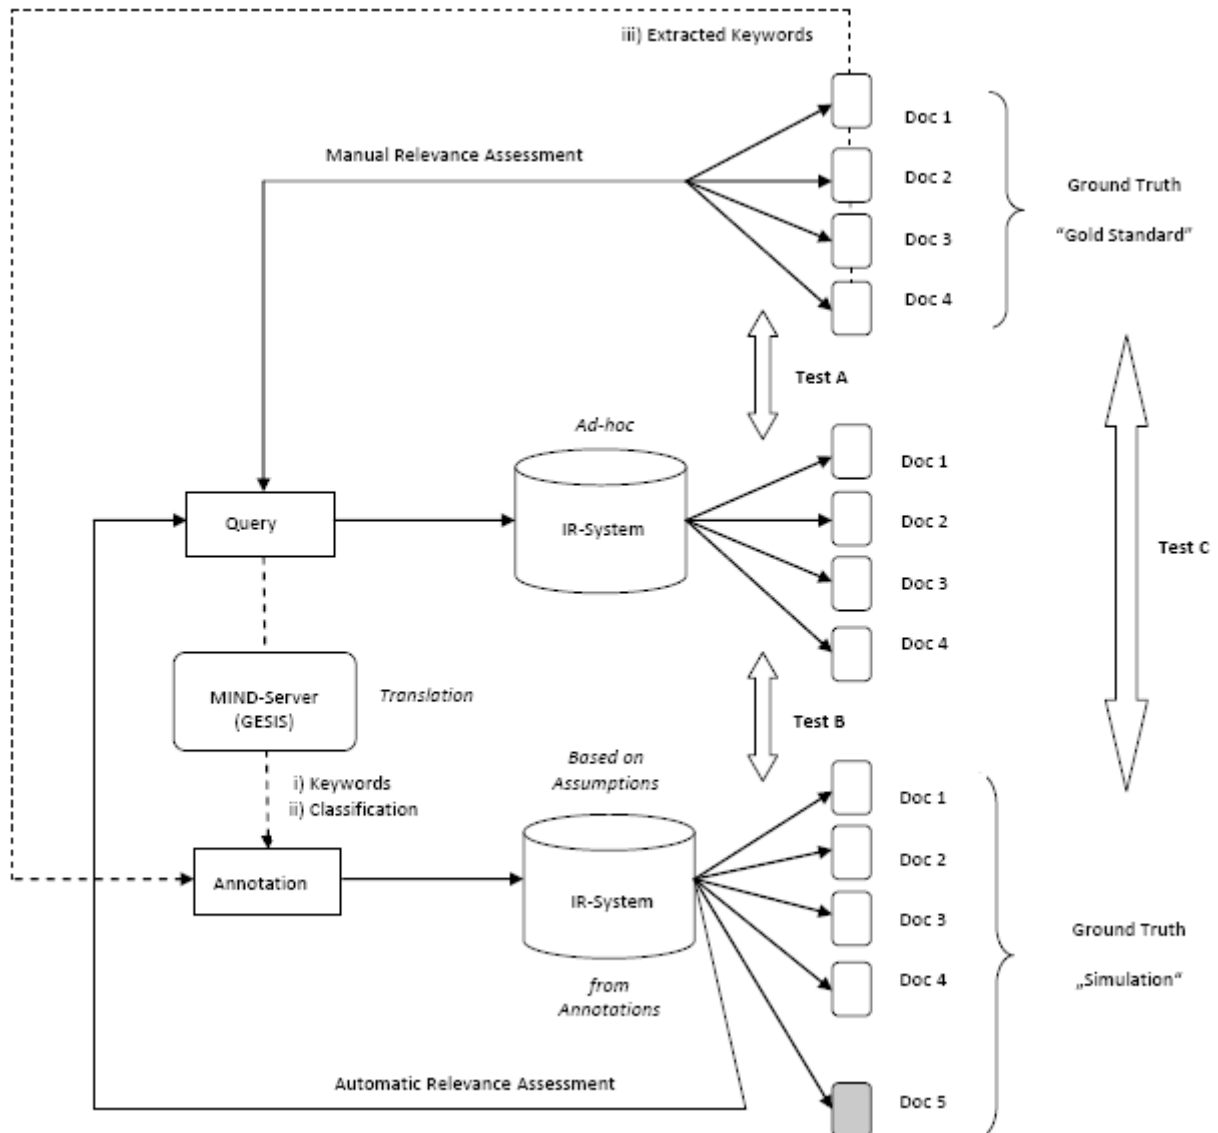 iii) Extracted Keywords
Doc 1
Manual Relevance Assessment
Doc 2
Ground Truth
Doc 3
“Gold Standard”
Doc 4
Test A
Ad-hoc
Doc 1
Query
IR-System
Doc 2
Test C
Doc 3
Doc 4
MIND-Server
(GESIS)
Translation
Test B
Based on
Assumptions
i) Keywords
ii) Classification
Doc 1
Doc 2
Annotation
IR-System
Doc 3
Ground Truth
Doc 4
„Simulation“
from
Annotations
Automatic Relevance Assessment
Doc 5